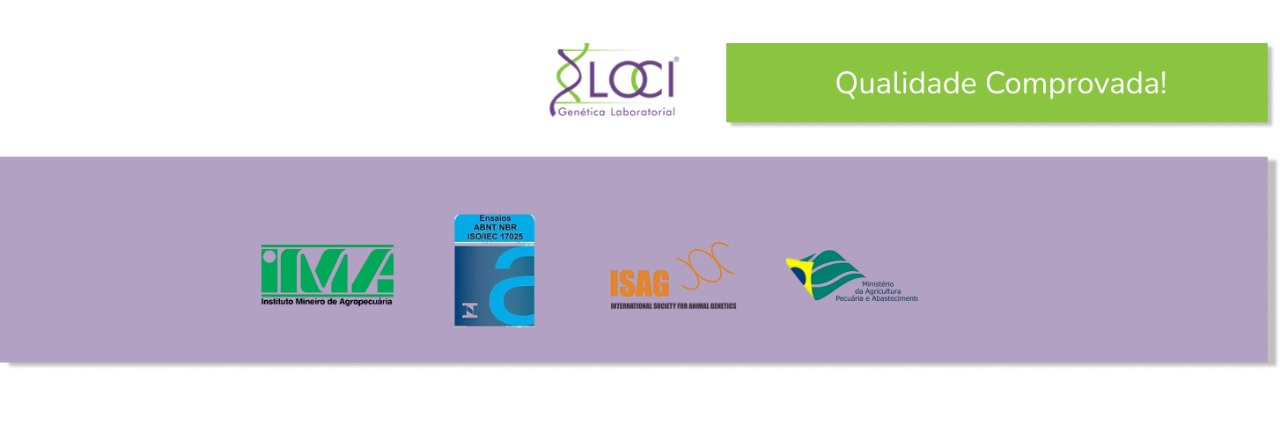 LOCI®
Genética Laboratorial
Qualidade Comprovada!
IMA
Instituto Mineiro de Agropecuária
Ensaios
ABNT NBR
ISO/IEC 17025
a
ISAG
INTERNATIONAL SOCIETY FOR ANIMAL GENETICS
Ministério
da Agricultura
Pecuária e Abasteciment